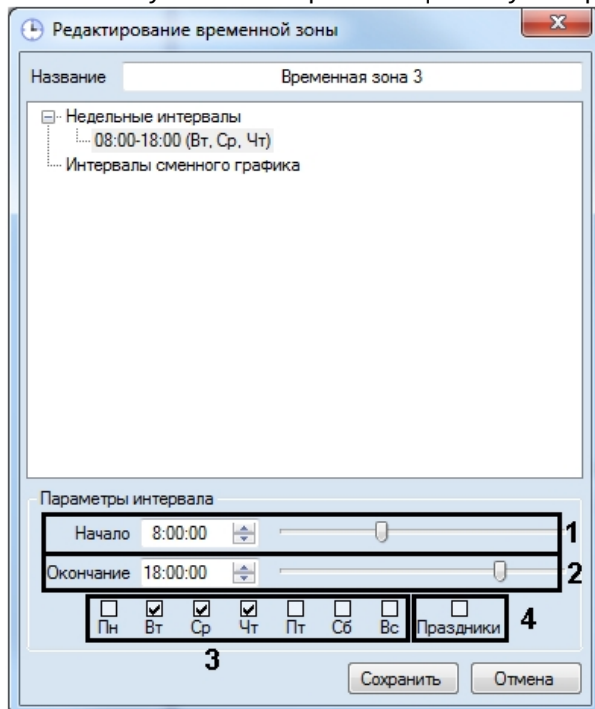 Редактирование временной зоны
Название Временная зона 3
Недельные интервалы
08:00-18:00 (Вт, Ср, Чт)
Интервалы сменного графика
Параметры интервала
Начало 8:00:00 1
Окончание 18:00:00 2
Пн Вт Ср Чт Пт Сб Вс Праздники 4
3
Сохранить Отмена